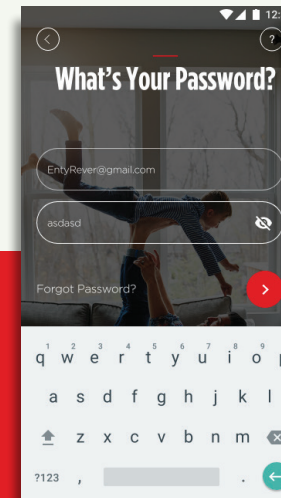 12:
?
What's Your Password?
EntyRever@gmail.com
asdasd
Forgot Password?
1 2 3 4 5 6 7 8 9
q w e r t y u i o p
a s d f g h j k l
z x c v b n m
?123 , .